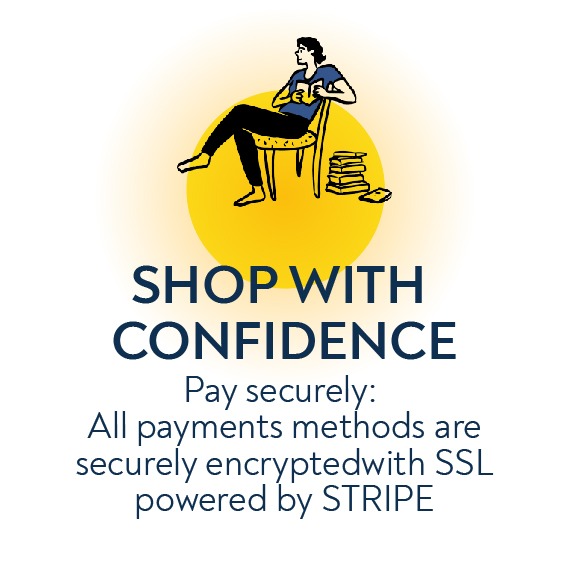 SHOP WITH
CONFIDENCE
Pay securely:
All payments methods are
securely encryptedwith SSL
powered by STRIPE